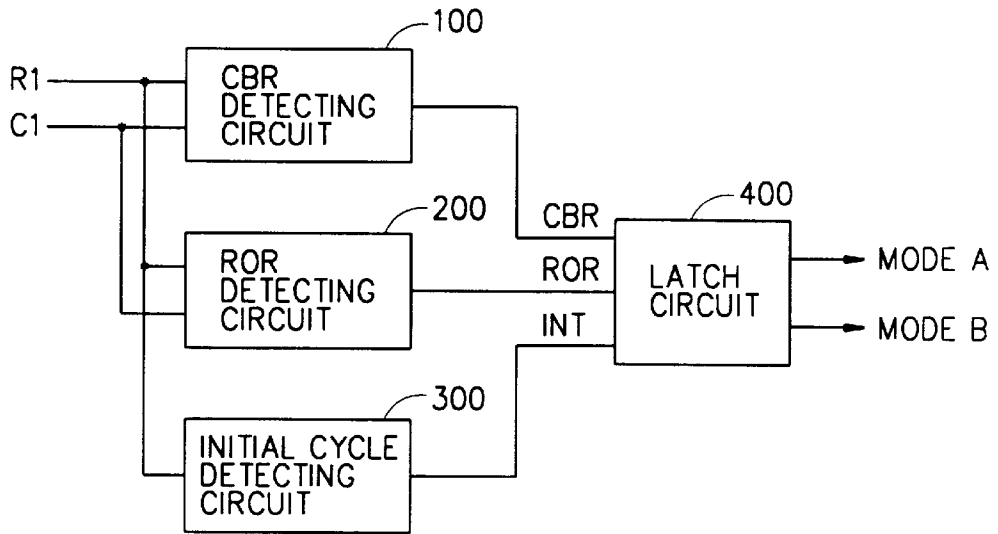 100
R1
C1
CBR
DETECTING
CIRCUIT
200
ROR
DETECTING
CIRCUIT
300
INITIAL CYCLE
DETECTING
CIRCUIT
CBR
ROR
INT
400
LATCH
CIRCUIT
MODE A
MODE B